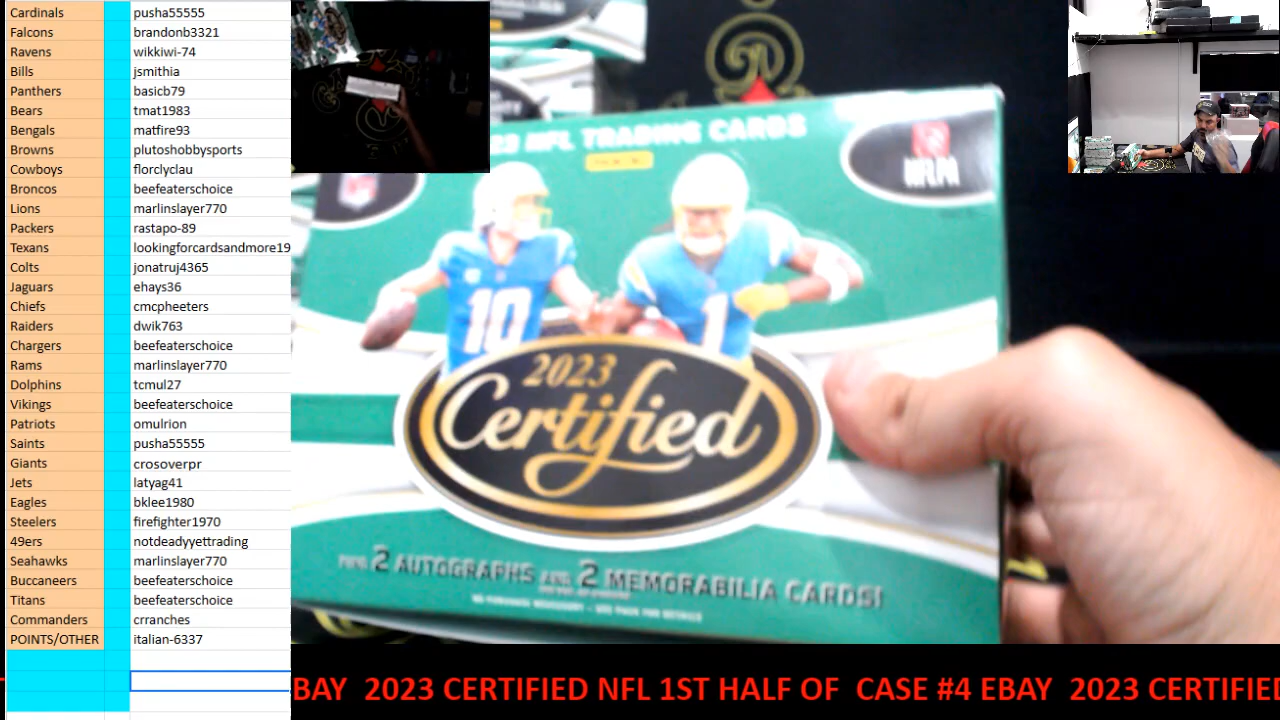 Cardinals pusha55555
Falcons brandonb3321
Ravens wikkiwi-74
Bills jsmithia
Panthers basicb79
Bears tmat1983
Bengals matfire93
Browns plutoshobbysports
Cowboys florclyclau
Broncos beefeaterschoice
Lions marlinslayer770
Packers rastapo-89
Texans lookingforcardsandmore19
Colts jonatruj4365
Jaguars ehays36
Chiefs cmcpheeters
Raiders dwik763
Chargers beefeaterschoice
Rams marlinslayer770
Dolphins tcmul27
Vikings beefeaterschoice
Patriots omulrion
Saints pusha55555
Giants crosoverpr
Jets latyag41
Eagles bklee1980
Steelers firefighter1970
49ers notdeadyyettrading
Seahawks marlinslayer770
Buccaneers beefeaterschoice
Titans beefeaterschoice
Commanders crranches
POINTS/OTHER italian-6337
NFL TRADING CARDS
NFLPA
10
1
2023
Certified
2 AUTOGRAPHS AND 2 MEMORABILIA CARDS!
BAY 2023 CERTIFIED NFL 1ST HALF OF CASE #4 EBAY 2023 CERTIFIED